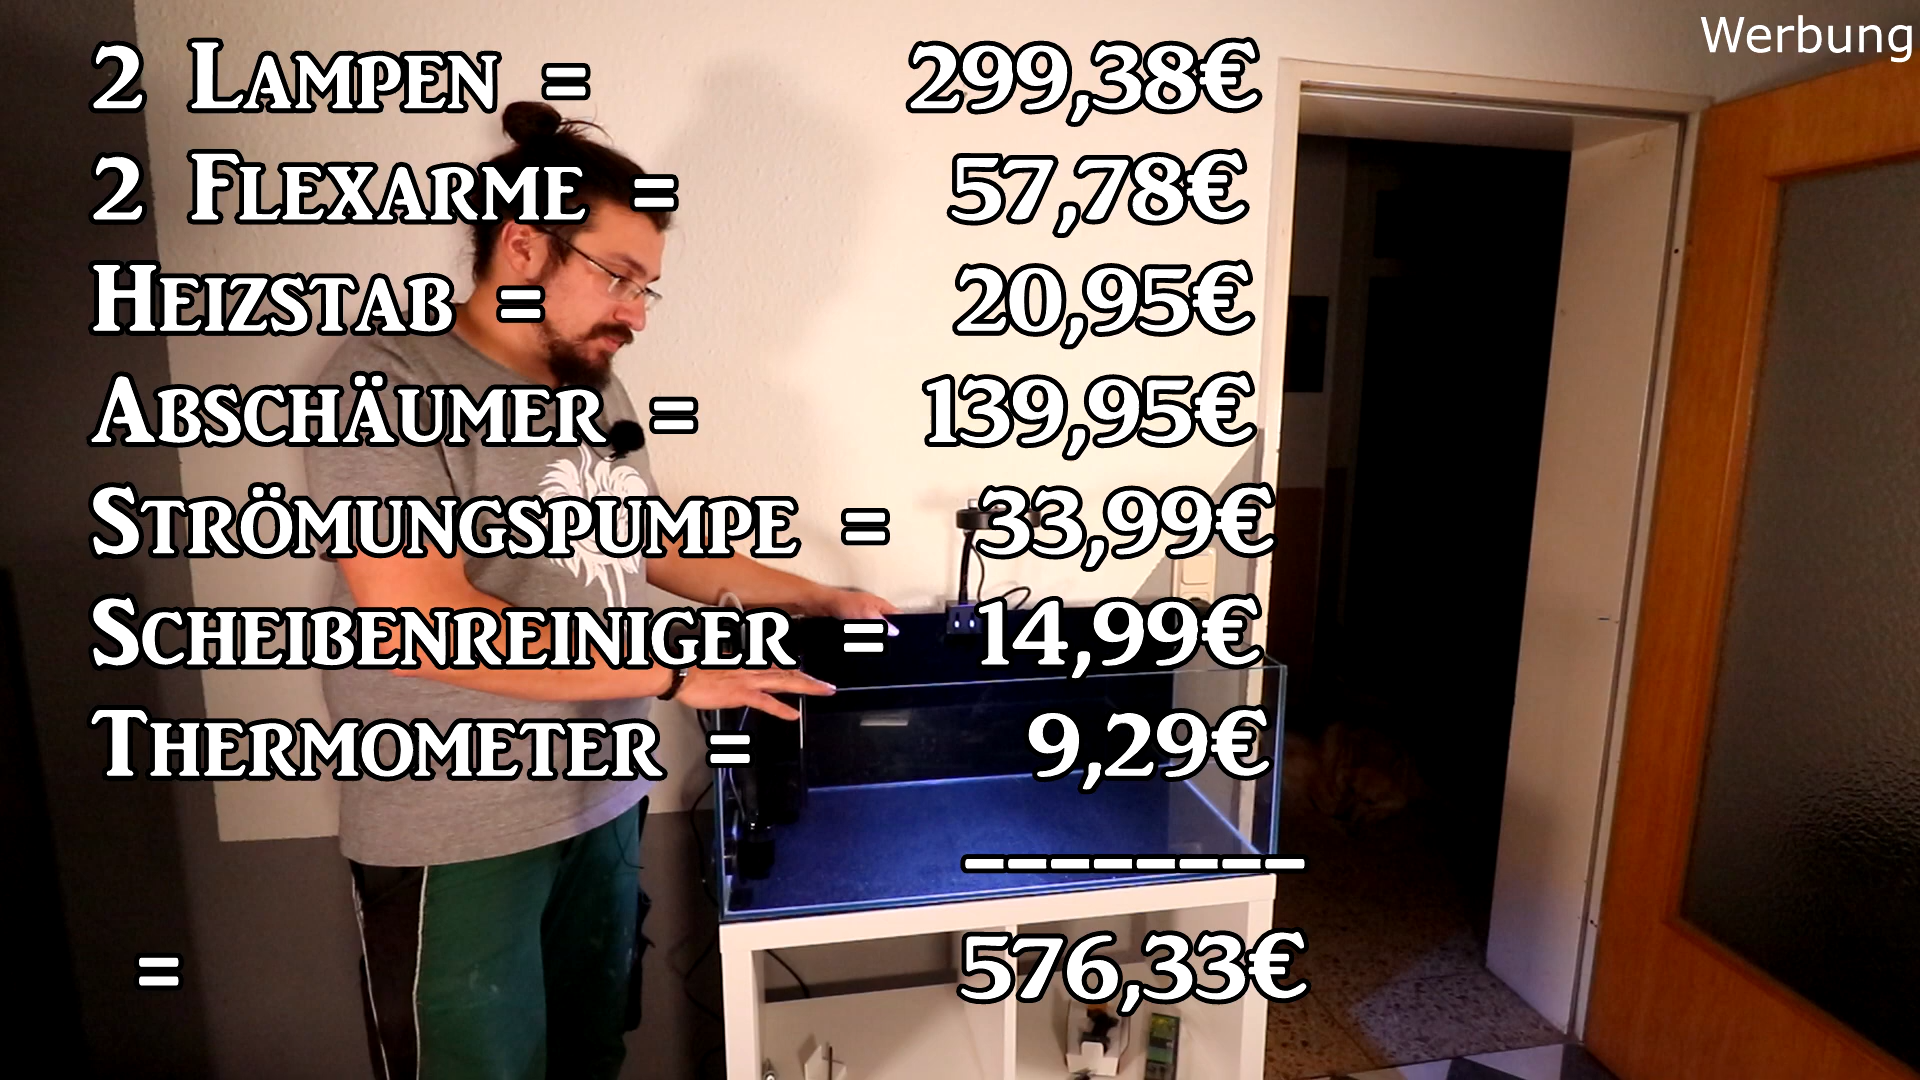 Werbung
2 Lampen = 299,38€
2 Flexarme = 57,78€
Heizstab = 20,95€
Abschäumer = 139,95€
Strömungspumpe = 33,99€
Scheibenreiniger = 14,99€
Thermometer = 9,29€
--------
= 576,33€